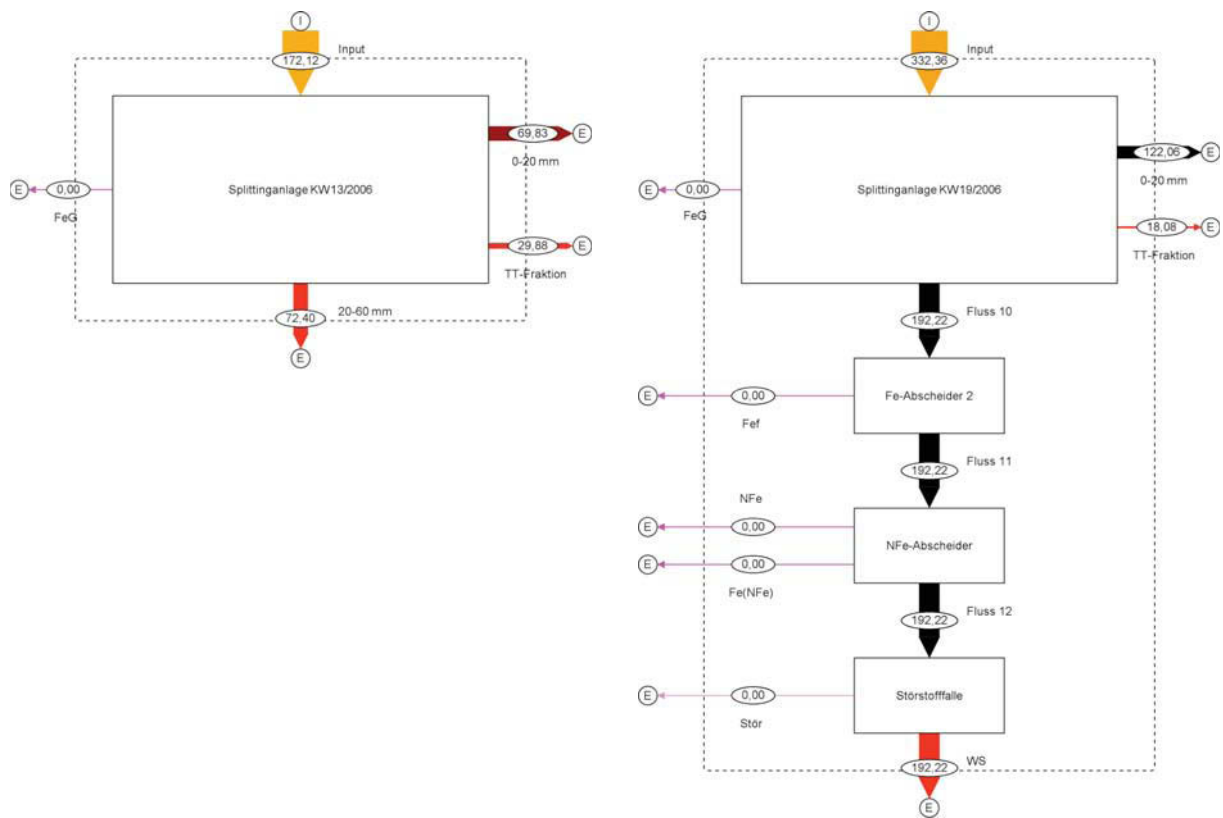 I
Input
172,12
69,83
E
0-20 mm
E
0,00
FeG
Splittinganlage KW13/2006
29,88
E
TT-Fraktion
20-60 mm
72,40
E
I
Input
332,36
122,06
E
0-20 mm
E
0,00
FeG
Splittinganlage KW19/2006
18,08
E
TT-Fraktion
Fluss 10
192,22
E
0,00
Fef
Fe-Abscheider 2
Fluss 11
192,22
NFe
E
0,00
NFe-Abscheider
E
0,00
Fe(NFe)
Fluss 12
192,22
E
0,00
Stör
Störstofffalle
WS
192,22
E